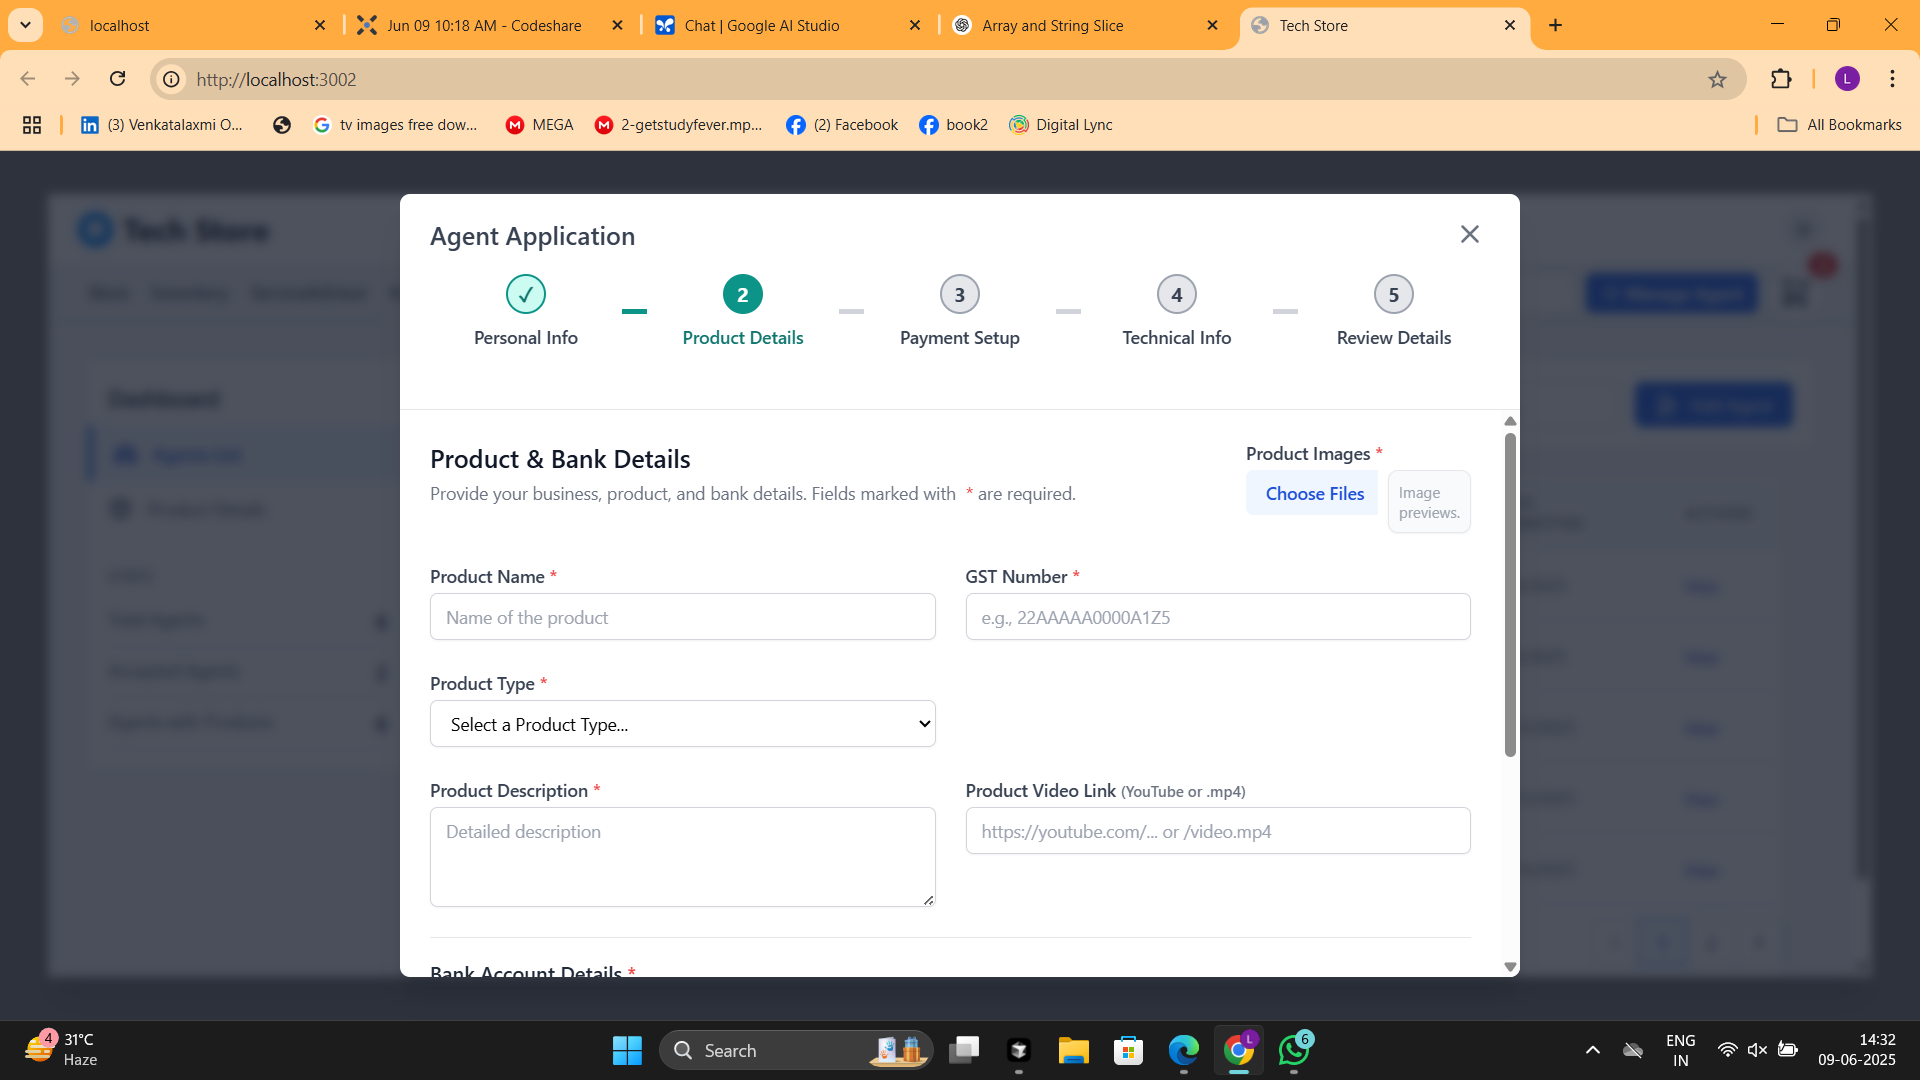 localhost
Jun 09 10:18 AM - Codeshare
Chat | Google AI Studio
Array and String Slice
Tech Store
http://localhost:3002
L
(3) Venkatalaxmi O...
tv images free dow...
MEGA
2-getstudyfever.mp...
(2) Facebook
book2
Digital Lync
All Bookmarks
Tech Store
Dashboard
Agent Application
✓
2
3
4
5
Personal Info
Product Details
Payment Setup
Technical Info
Review Details
Product & Bank Details
Provide your business, product, and bank details. Fields marked with * are required.
Product Images *
Choose Files
Image previews.
Product Name *
Name of the product
GST Number *
e.g., 22AAAAA0000A1Z5
Product Type *
Select a Product Type...
Product Description *
Detailed description
Product Video Link (YouTube or .mp4)
https://youtube.com/... or /video.mp4
Bank Account Details *
4
31°C
Haze
Search
L
6
ENG
IN
14:32
09-06-2025